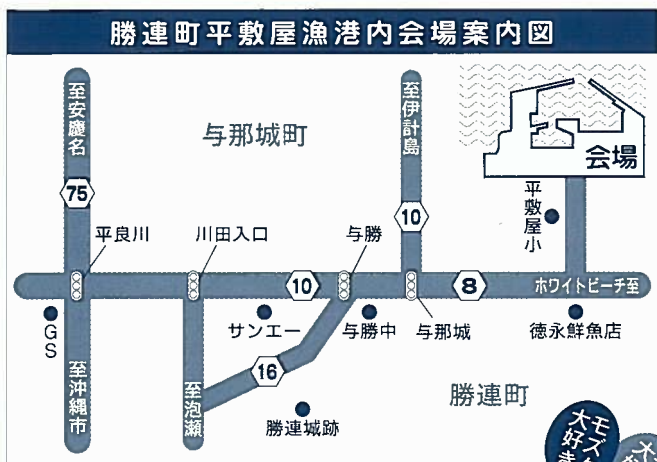 勝連町平敷屋漁港内会場案内図
至安慶名
与那城町
至伊計島
会場
75
平敷屋小
10
平良川
川田入口
与勝
10
8
ホワイトビーチ至
GS
サンエー
与勝中
与那城
徳永鮮魚店
16
至沖縄市
至泡瀬
勝連城跡
勝連町
大好き